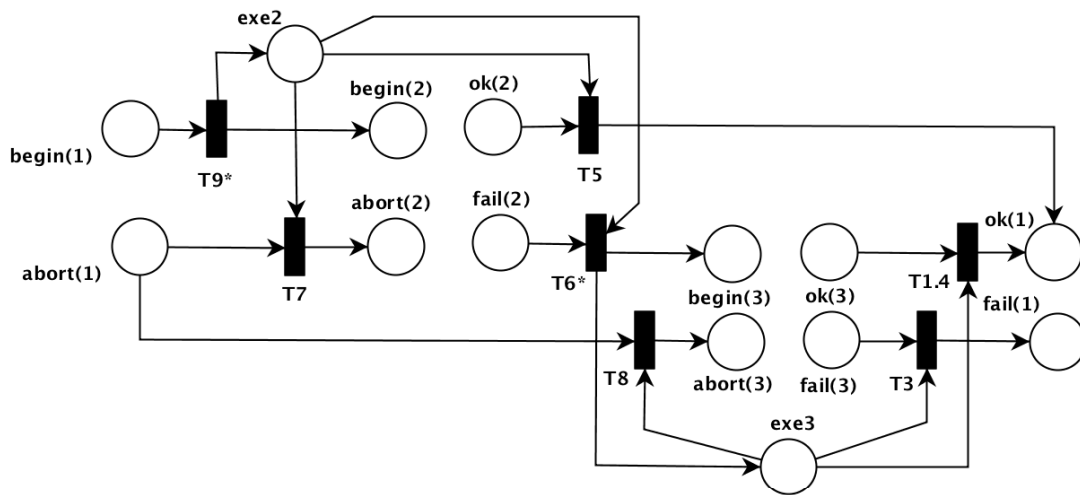 exe2
begin(2)
ok(2)
begin(1)
T9*
T5
abort(2)
fail(2)
ok(1)
abort(1)
T7
T6*
begin(3)
ok(3)
T1.4
fail(1)
T8
abort(3)
fail(3)
T3
exe3